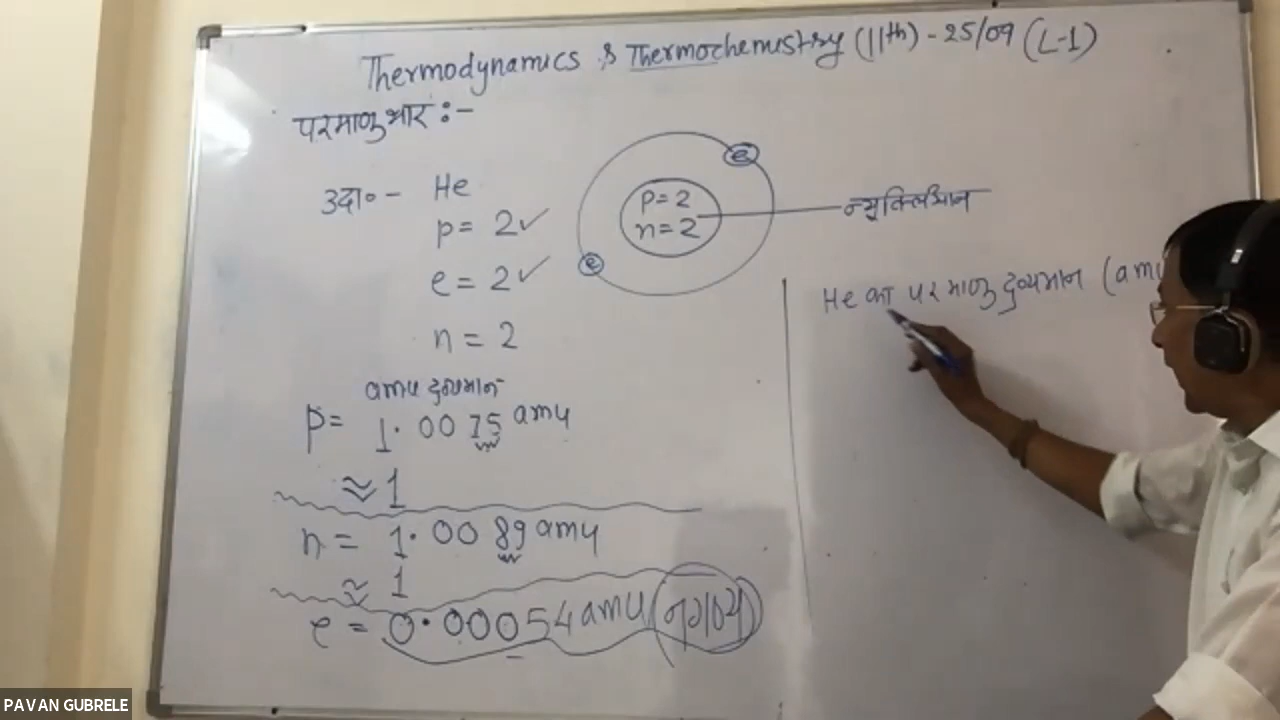 Thermodynamics & Thermochemistry (11th) - 25/09 (L-1)
परमाणु भार :-
उदा॰ - He
p = 2 ✓
e = 2 ✓
n = 2
e
p = 2
n = 2
e
न्युक्लिआन
amu द्रव्यमान
p = 1.0075 amu
≈ 1
n = 1.0089 amu
≈ 1
e = 0.00054 amu (नगण्य)
He का परमाणु द्रव्यमान (amu
PAVAN GUBRELE